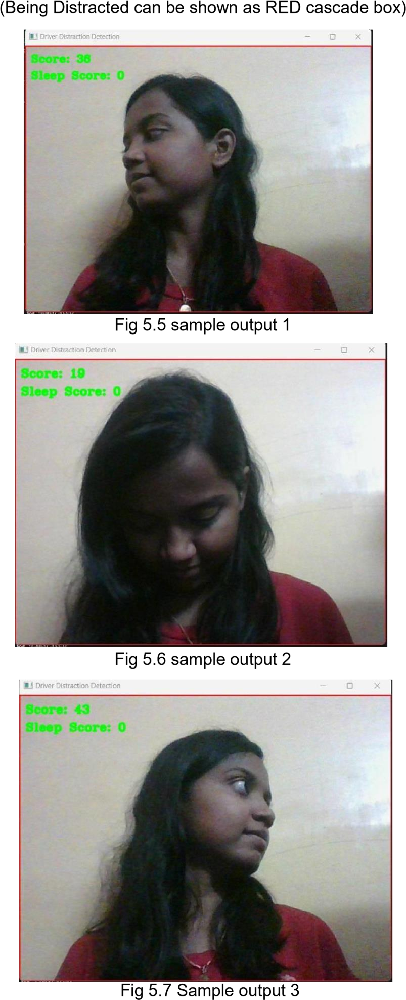 (Being Distracted can be shown as RED cascade box)
Driver Distraction Detection
Score: 36
Sleep Score: 0
Fig 5.5 sample output 1
Driver Distraction Detection
Score: 19
Sleep Score: 0
Fig 5.6 sample output 2
Driver Distraction Detection
Score: 43
Sleep Score: 0
Fig 5.7 Sample output 3